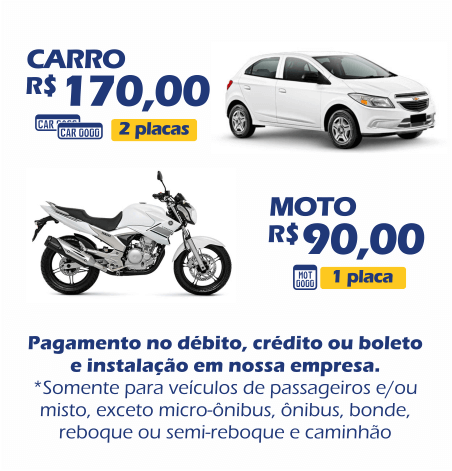 CARRO
R$ 170,00
CAR 0000
CAR 0000
2 placas
MOTO
R$ 90,00
MOT
0000
1 placa
Pagamento no débito, crédito ou boleto
e instalação em nossa empresa.
*Somente para veículos de passageiros e/ou
misto, exceto micro-ônibus, ônibus, bonde,
reboque ou semi-reboque e caminhão